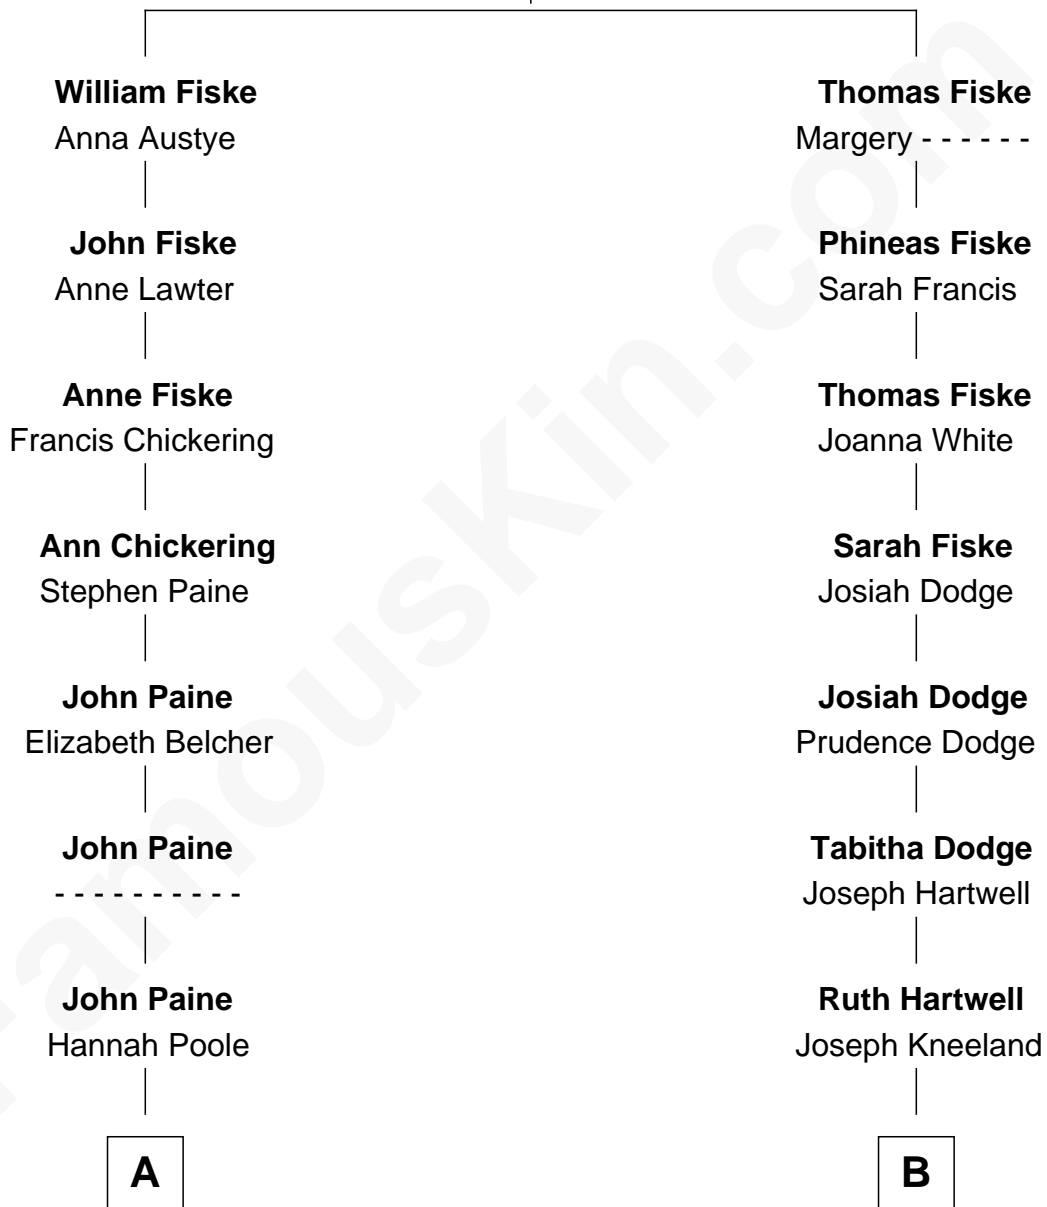 William Fiske
Anna Austye
John Fiske
Anne Lawter
Anne Fiske
Francis Chickering
Ann Chickering
Stephen Paine
John Paine
Elizabeth Belcher
John Paine
- - - - - - - - - -
John Paine
Hannah Poole
A
Thomas Fiske
Margery - - - - - -
Phineas Fiske
Sarah Francis
Thomas Fiske
Joanna White
Sarah Fiske
Josiah Dodge
Josiah Dodge
Prudence Dodge
Tabitha Dodge
Joseph Hartwell
Ruth Hartwell
Joseph Kneeland
B
FamousKin.com